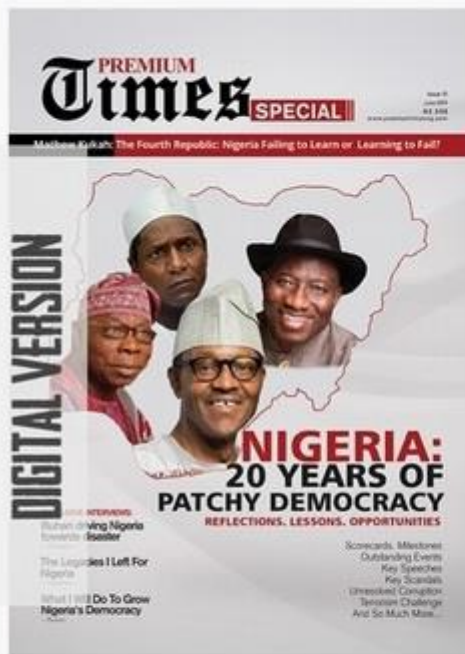 PREMIUM
Times
SPECIAL
Mathew Kukah: The Fourth Republic: Nigeria Failing to Learn or Learning to Fail?
DIGITAL VERSION
NIGERIA:
20 YEARS OF
PATCHY DEMOCRACY
REFLECTIONS. LESSONS. OPPORTUNITIES
INTERVIEWS:
Buhari driving Nigeria
towards disaster
The Legacies I Left For
Nigeria
What I Will Do To Grow
Nigeria's Democracy
Scorecards, Milestones
Outstanding Events
Key Speeches
Key Scandals
Unresolved Corruption
Terrorism Challenge
And So Much More...